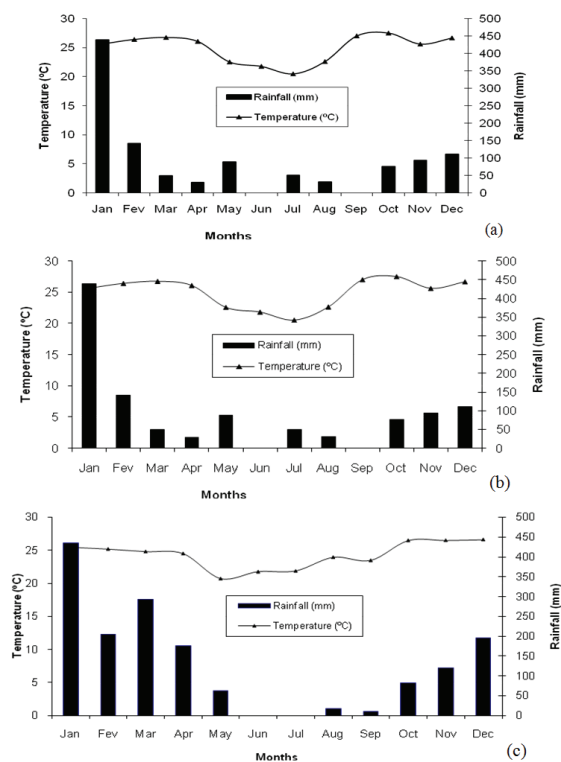 30
25
20
15
10
5
0
Temperature (ºC)
500
450
400
350
300
250
200
150
100
50
0
Rainfall (mm)
Rainfall (mm)
Temperature (ºC)
Jan Fev Mar Apr May Jun Jul Aug Sep Oct Nov Dec
Months
(a)
30
25
20
15
10
5
0
Temperature (ºC)
500
450
400
350
300
250
200
150
100
50
0
Rainfall (mm)
Rainfall (mm)
Temperature (ºC)
Jan Fev Mar Apr May Jun Jul Aug Sep Oct Nov Dec
Months
(b)
30
25
20
15
10
5
0
Temperature (ºC)
500
450
400
350
300
250
200
150
100
50
0
Rainfall (mm)
Rainfall (mm)
Temperature (ºC)
Jan Feb Mar Apr May Jun Jul Aug Sep Oct Nov Dec
Months
(c)